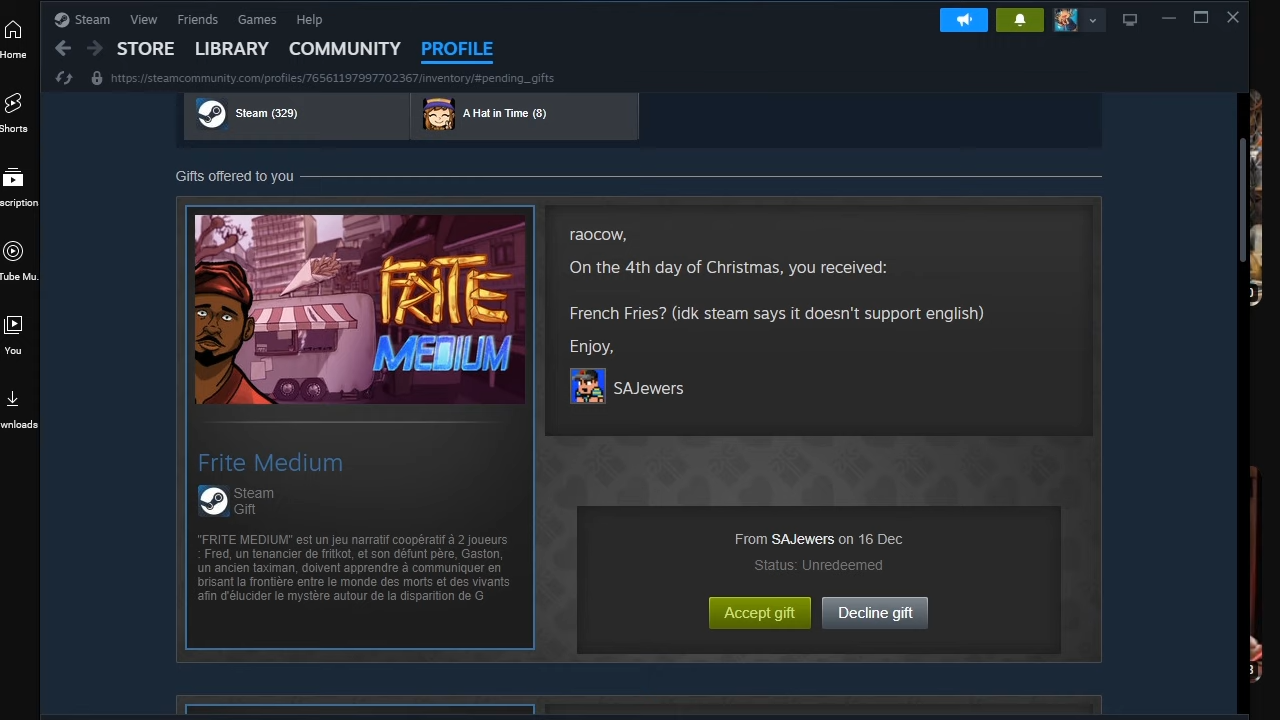 Home
Shorts
scription
Tube Mu.
You
wnloads
Steam View Friends Games Help
STORE LIBRARY COMMUNITY PROFILE
https://steamcommunity.com/profiles/76561197997702367/inventory/#pending_gifts
Steam (329)
A Hat in Time (8)
Gifts offered to you
FRITE
MEDIUM
Frite Medium
Steam
Gift
"FRITE MEDIUM" est un jeu narratif coopératif à 2 joueurs
: Fred, un tenancier de fritkot, et son défunt père, Gaston,
un ancien taximan, doivent apprendre à communiquer en
brisant la frontière entre le monde des morts et des vivants
afin d'élucider le mystère autour de la disparition de G
raocow,
On the 4th day of Christmas, you received:
French Fries? (idk steam says it doesn't support english)
Enjoy,
SAJewers
From SAJewers on 16 Dec
Status: Unredeemed
Accept gift
Decline gift